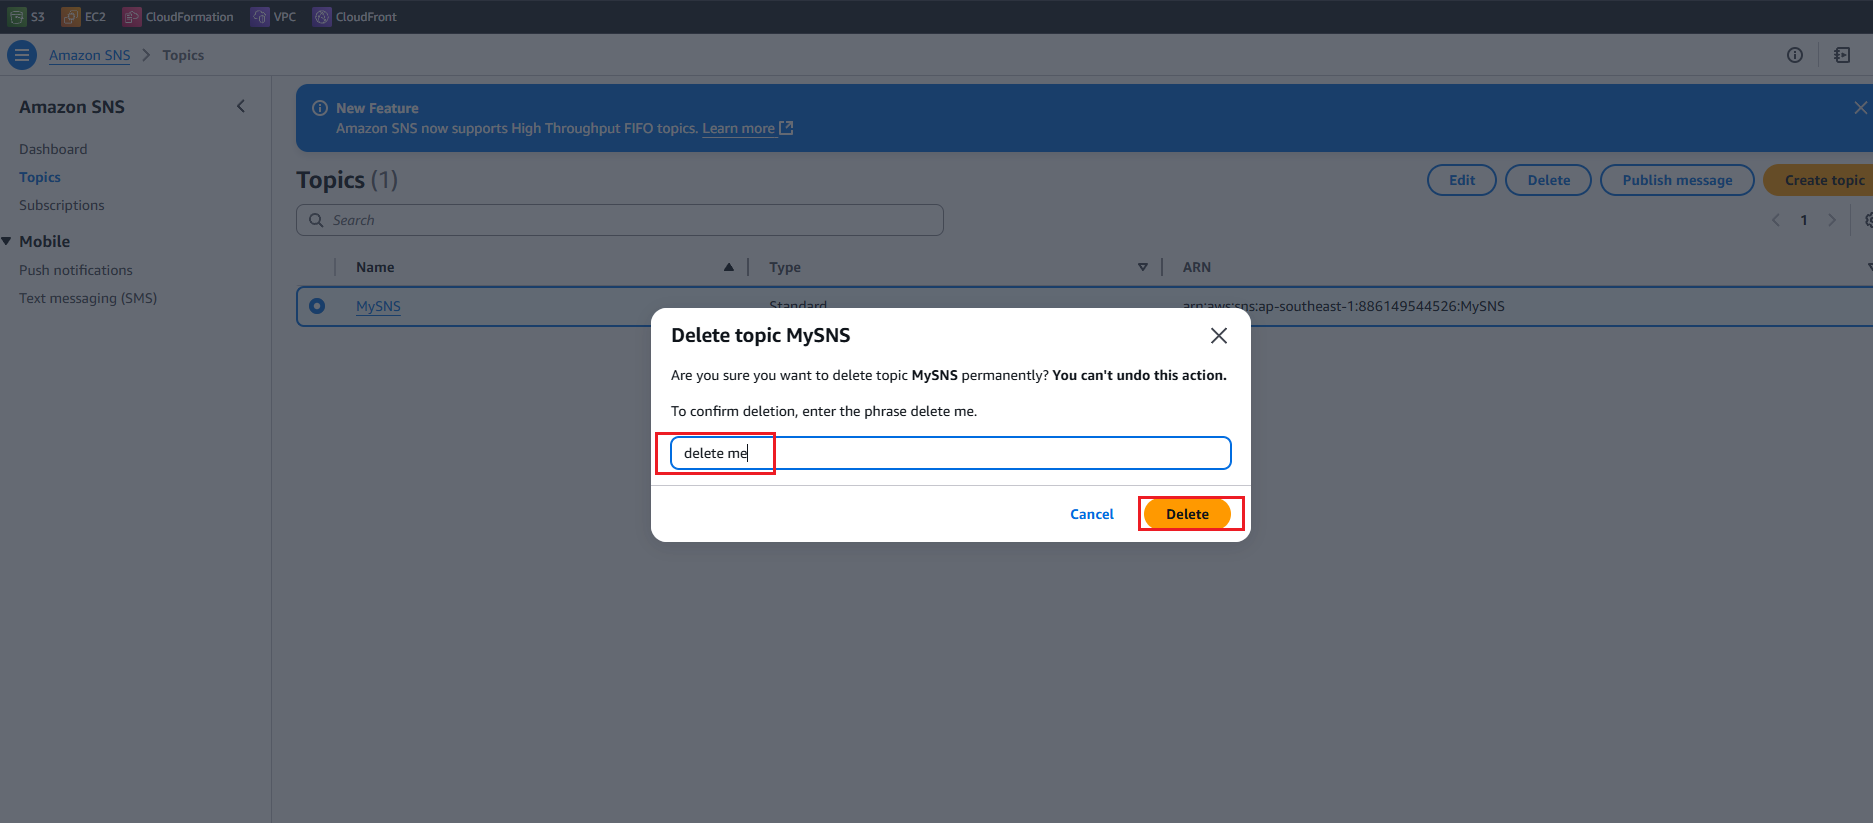 S3 EC2 CloudFormation VPC CloudFront
Amazon SNS Topics
Amazon SNS
Dashboard
Topics
Subscriptions
Mobile
Push notifications
Text messaging (SMS)
New Feature
Amazon SNS now supports High Throughput FIFO topics. Learn more
Topics (1)
Edit Delete Publish message Create topic
Search
1
Name Type ARN
MySNS Standard arn:aws:sns:ap-southeast-1:886149544526:MySNS
Delete topic MySNS
Are you sure you want to delete topic MySNS permanently? You can't undo this action.
To confirm deletion, enter the phrase delete me.
delete me
Cancel Delete